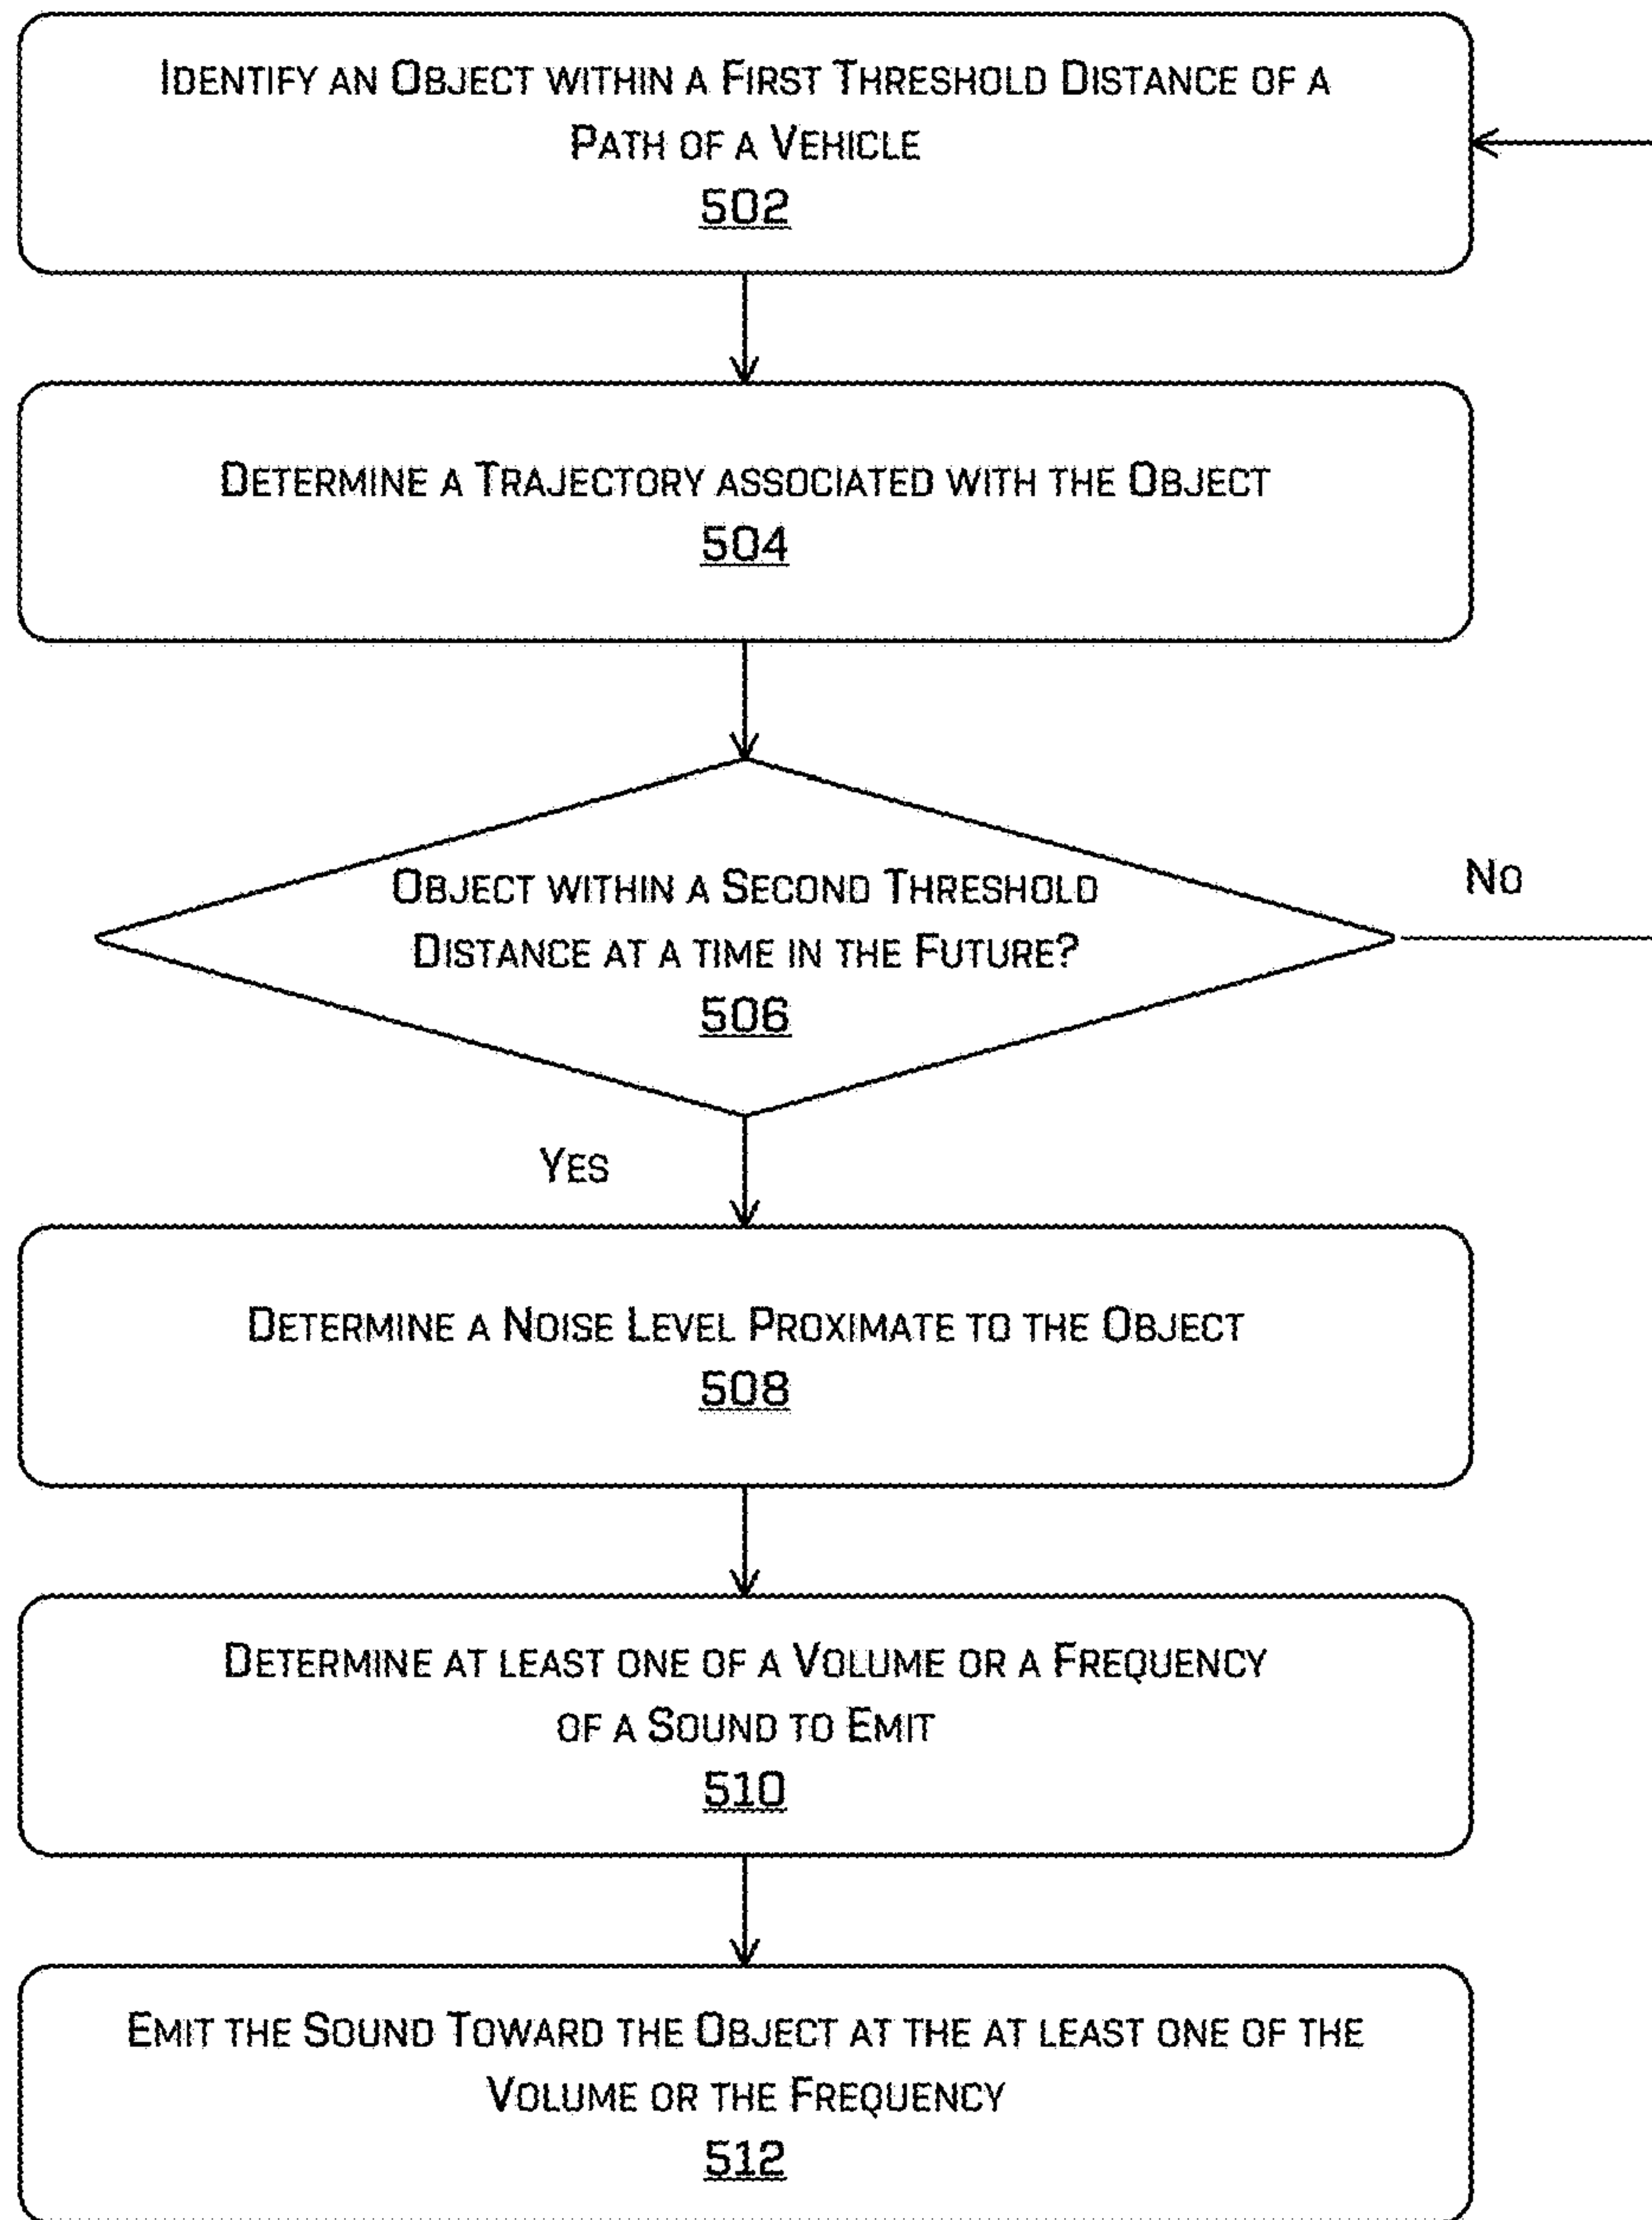 IDENTIFY AN OBJECT WITHIN A FIRST THRESHOLD DISTANCE OF A
PATH OF A VEHICLE
502
DETERMINE A TRAJECTORY ASSOCIATED WITH THE OBJECT
504
OBJECT WITHIN A SECOND THRESHOLD
DISTANCE AT A TIME IN THE FUTURE?
506
NO
YES
DETERMINE A NOISE LEVEL PROXIMATE TO THE OBJECT
508
DETERMINE AT LEAST ONE OF A VOLUME OR A FREQUENCY
OF A SOUND TO EMIT
510
EMIT THE SOUND TOWARD THE OBJECT AT THE AT LEAST ONE OF THE
VOLUME OR THE FREQUENCY
512